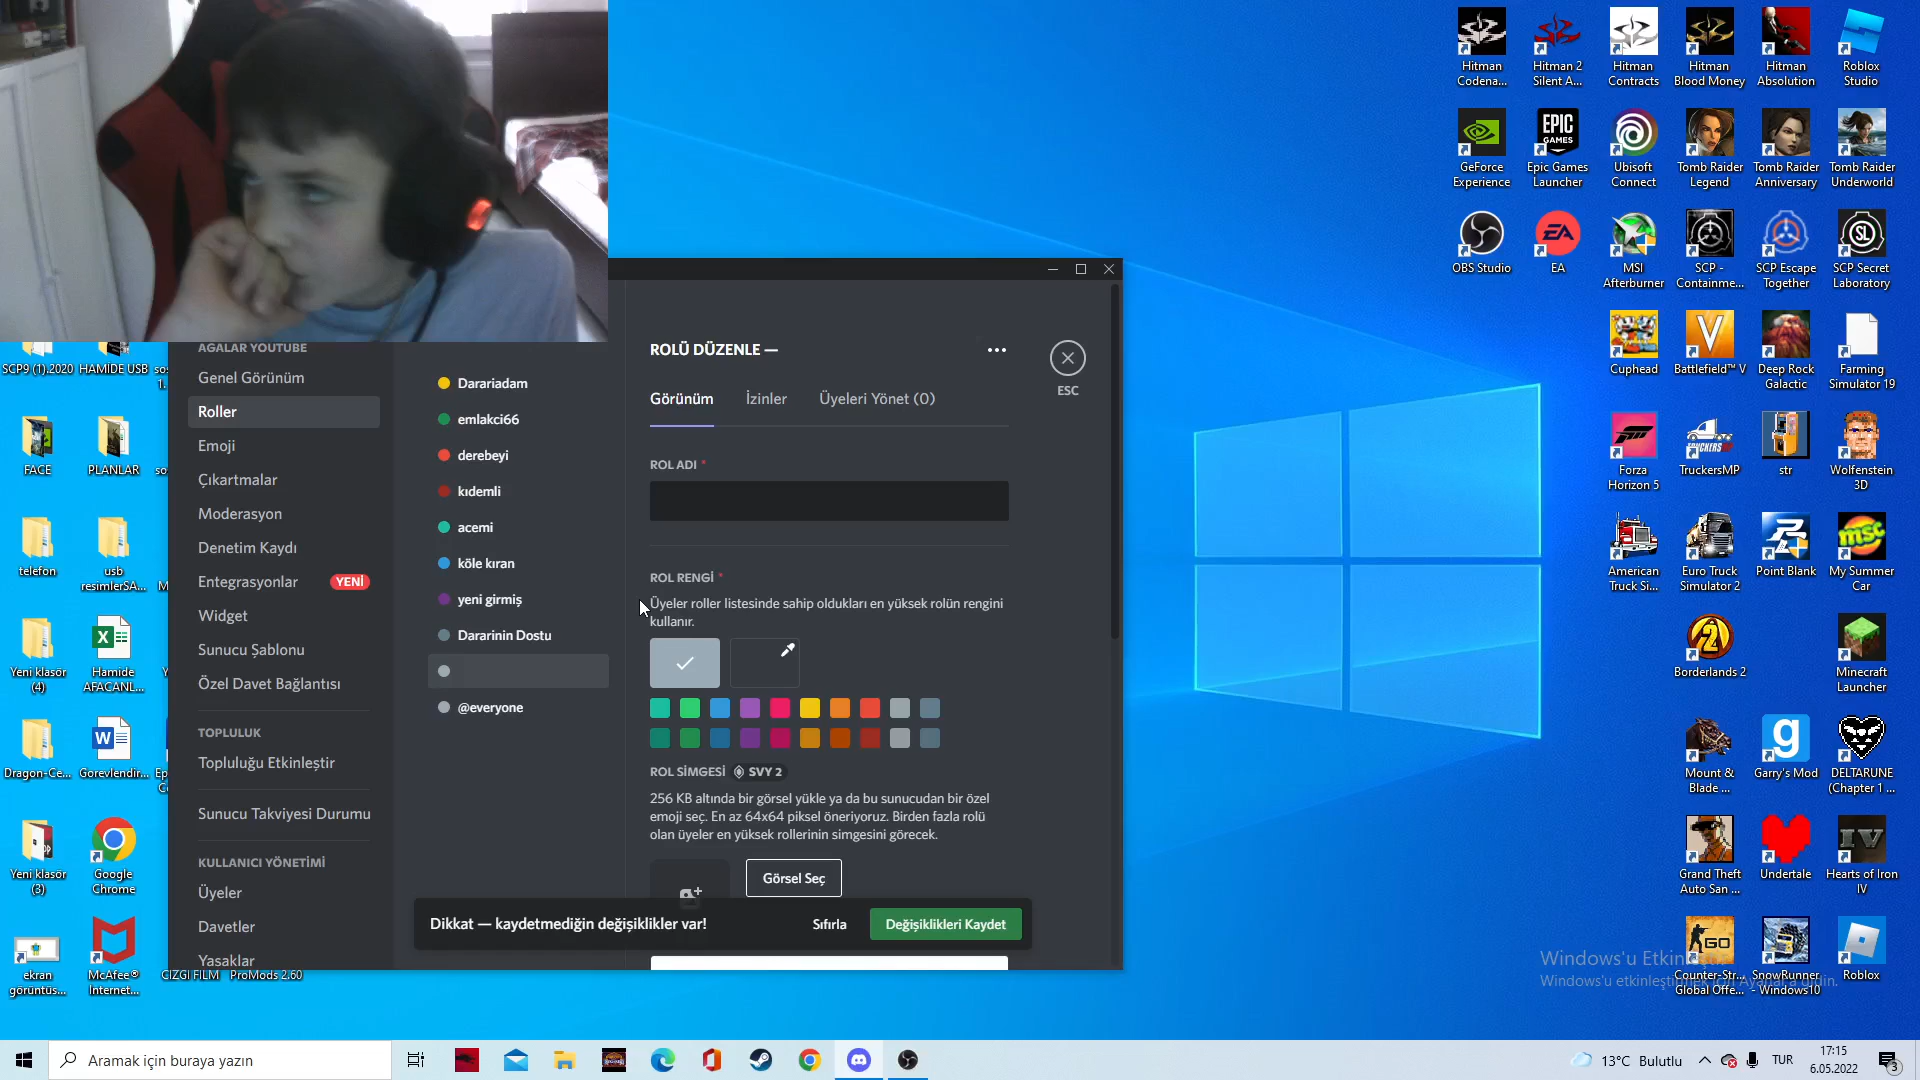 Hitman Codena...
Hitman 2 Silent A...
Hitman Contracts
Hitman Blood Money
Hitman Absolution
Roblox Studio
GeForce Experience
Epic Games Launcher
Ubisoft Connect
Tomb Raider Legend
Tomb Raider Anniversary
Tomb Raider Underworld
OBS Studio
EA
MSI Afterburner
SCP - Containme...
SCP Escape Together
SCP Secret Laboratory
Cuphead
Battlefield™ V
Deep Rock Galactic
Farming Simulator 19
Forza Horizon 5
TruckersMP
str
Wolfenstein 3D
American Truck Si...
Euro Truck Simulator 2
Point Blank
My Summer Car
Borderlands 2
Minecraft Launcher
Mount & Blade ...
Garry's Mod
DELTARUNE (Chapter 1 ...
Grand Theft Auto San ...
Undertale
Hearts of Iron IV
Counter-Str... Global Offe...
SnowRunner - Windows10
Roblox
SCP9 (1).2020
HAMİDE USB
FACE
PLANLAR
telefon
usb resimlerSA...
Yeni klasör (4)
Hamide AFACANL...
Dragon-Ce...
Gorevlendir...
Yeni klasör (3)
Google Chrome
ekran görüntüs...
McAfee® Internet...
CIZGI FILM
ProMods 2.60
AGALAR YOUTUBE
Genel Görünüm
Roller
Emoji
Çıkartmalar
Moderasyon
Denetim Kaydı
Entegrasyonlar
YENİ
Widget
Sunucu Şablonu
Özel Davet Bağlantısı
TOPLULUK
Topluluğu Etkinleştir
Sunucu Takviyesi Durumu
KULLANICI YÖNETİMİ
Üyeler
Davetler
Yasaklar
Darariadam
emlakci66
derebeyi
kıdemli
acemi
köle kıran
yeni girmiş
Dararinin Dostu
@everyone
ROLÜ DÜZENLE —
ESC
Görünüm
İzinler
Üyeleri Yönet (0)
ROL ADI *
ROL RENGİ *
Üyeler roller listesinde sahip oldukları en yüksek rolün rengini
kullanır.
ROL SİMGESİ
SVY 2
256 KB altında bir görsel yükle ya da bu sunucudan bir özel
emoji seç. En az 64x64 piksel öneriyoruz. Birden fazla rolü
olan üyeler en yüksek rollerinin simgesini görecek.
Görsel Seç
Dikkat — kaydetmediğin değişiklikler var!
Sıfırla
Değişiklikleri Kaydet
Windows'u Etkin
Windows'u etkinleştirmek için Ayarlar'a gidin.
Aramak için buraya yazın
13°C Bulutlu
TUR
17:15
6.05.2022
3